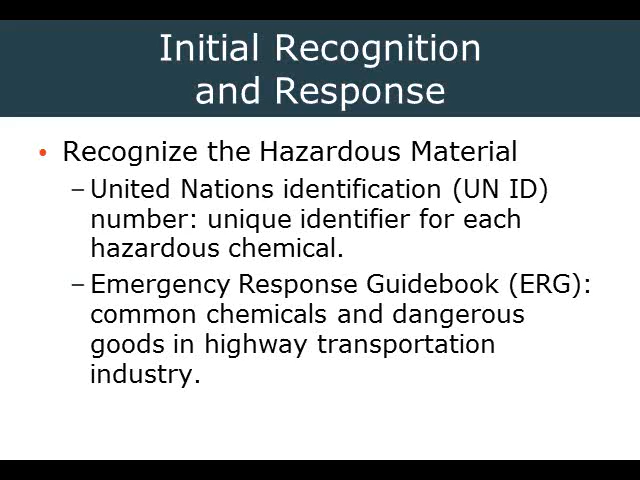 Initial Recognition
and Response
• Recognize the Hazardous Material
– United Nations identification (UN ID)
number: unique identifier for each
hazardous chemical.
– Emergency Response Guidebook (ERG):
common chemicals and dangerous
goods in highway transportation
industry.